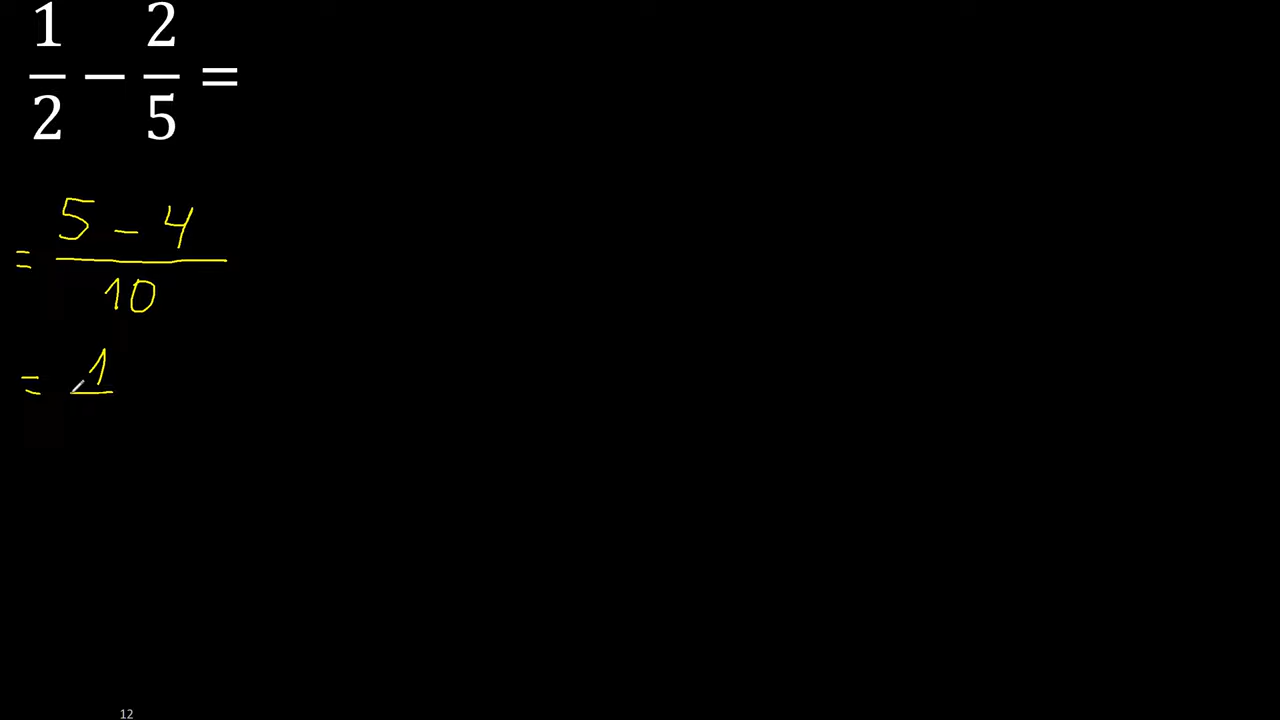 1/2 − 2/5 =
= (5 − 4)/10
= 1
12